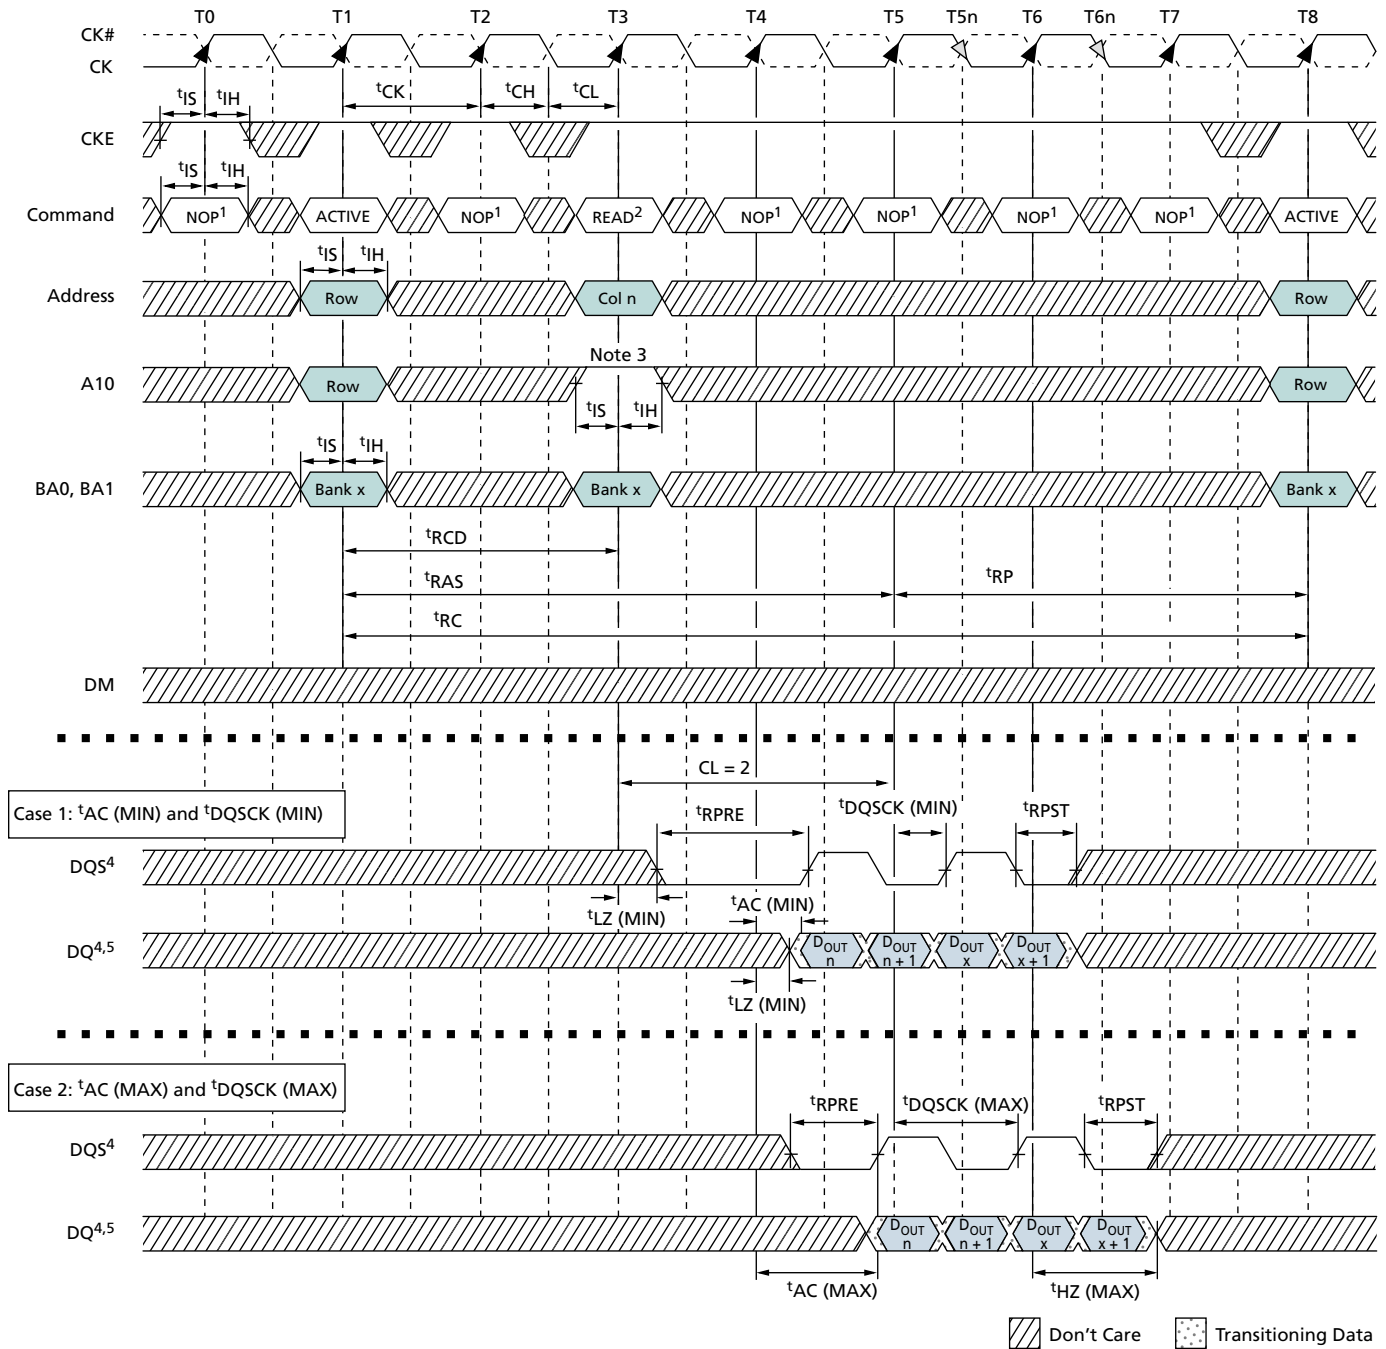 T0 T1 T2 T3 T4 T5 T5n T6 T6n T7 T8
CK#
CK
tCK tCH tCL
tIS tIH
CKE
tIS tIH
Command NOP1 ACTIVE NOP1 READ2 NOP1 NOP1 NOP1 NOP1 ACTIVE
tIS tIH
Address Row Col n Row
Note 3
A10 Row Row
tIS tIH
tIS tIH
BA0, BA1 Bank x Bank x Bank x
tRCD
tRAS tRP
tRC
DM
CL = 2
Case 1: tAC (MIN) and tDQSCK (MIN)
tRPRE tDQSCK (MIN) tRPST
DQS4
tLZ (MIN) tAC (MIN)
DQ4,5 DOUT n DOUT n + 1 DOUT x DOUT x + 1
tLZ (MIN)
Case 2: tAC (MAX) and tDQSCK (MAX)
tRPRE tDQSCK (MAX) tRPST
DQS4
DQ4,5 DOUT n DOUT n + 1 DOUT x DOUT x + 1
tAC (MAX) tHZ (MAX)
Don't Care Transitioning Data